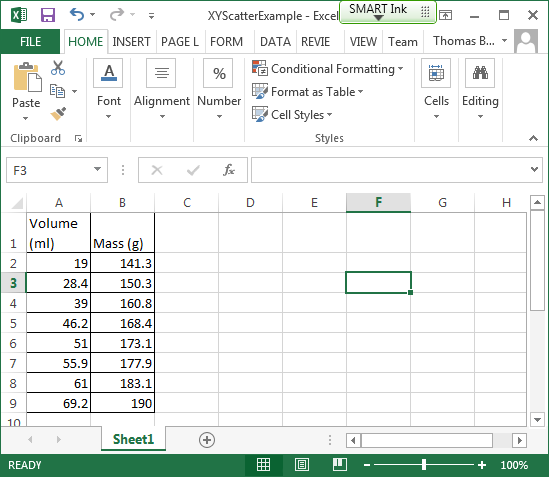 XYScatterExample - Excel
SMART Ink
FILE HOME INSERT PAGE L FORM DATA REVIE VIEW Team Thomas B...
Paste
Font
Alignment
Number
Conditional Formatting
Format as Table
Cell Styles
Cells
Editing
Clipboard
Styles
F3
fx
A B C D E F G H
1 Volume
(ml) Mass (g)
2 19 141.3
3 28.4 150.3
4 39 160.8
5 46.2 168.4
6 51 173.1
7 55.9 177.9
8 61 183.1
9 69.2 190
10
Sheet1
READY 100%